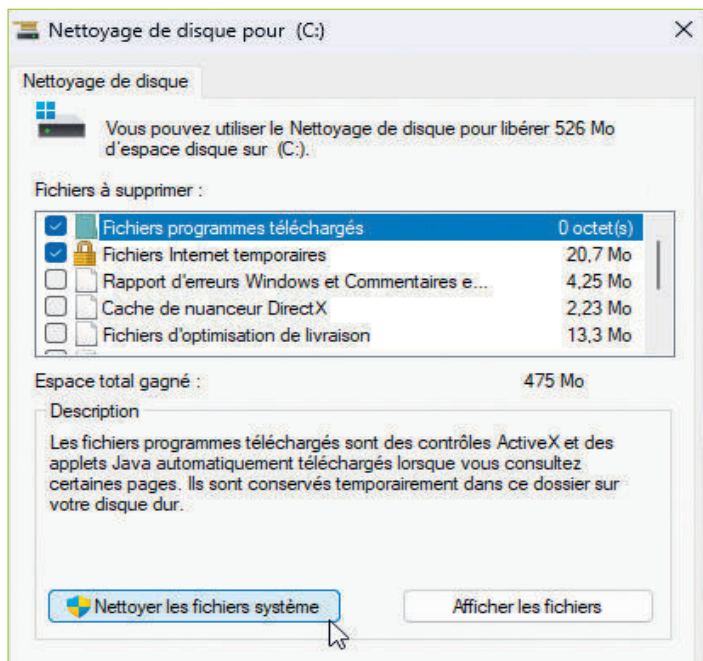 Nettoyage de disque pour (C:)
Nettoyage de disque
Vous pouvez utiliser le Nettoyage de disque pour libérer 526 Mo
d'espace disque sur (C:).
Fichiers à supprimer :
Fichiers programmes téléchargés 0 octet(s)
Fichiers Internet temporaires 20,7 Mo
Rapport d'erreurs Windows et Commentaires e... 4,25 Mo
Cache de nuanceur DirectX 2,23 Mo
Fichiers d'optimisation de livraison 13,3 Mo
Espace total gagné : 475 Mo
Description
Les fichiers programmes téléchargés sont des contrôles ActiveX et des
applets Java automatiquement téléchargés lorsque vous consultez
certaines pages. Ils sont conservés temporairement dans ce dossier sur
votre disque dur.
Nettoyer les fichiers système Afficher les fichiers